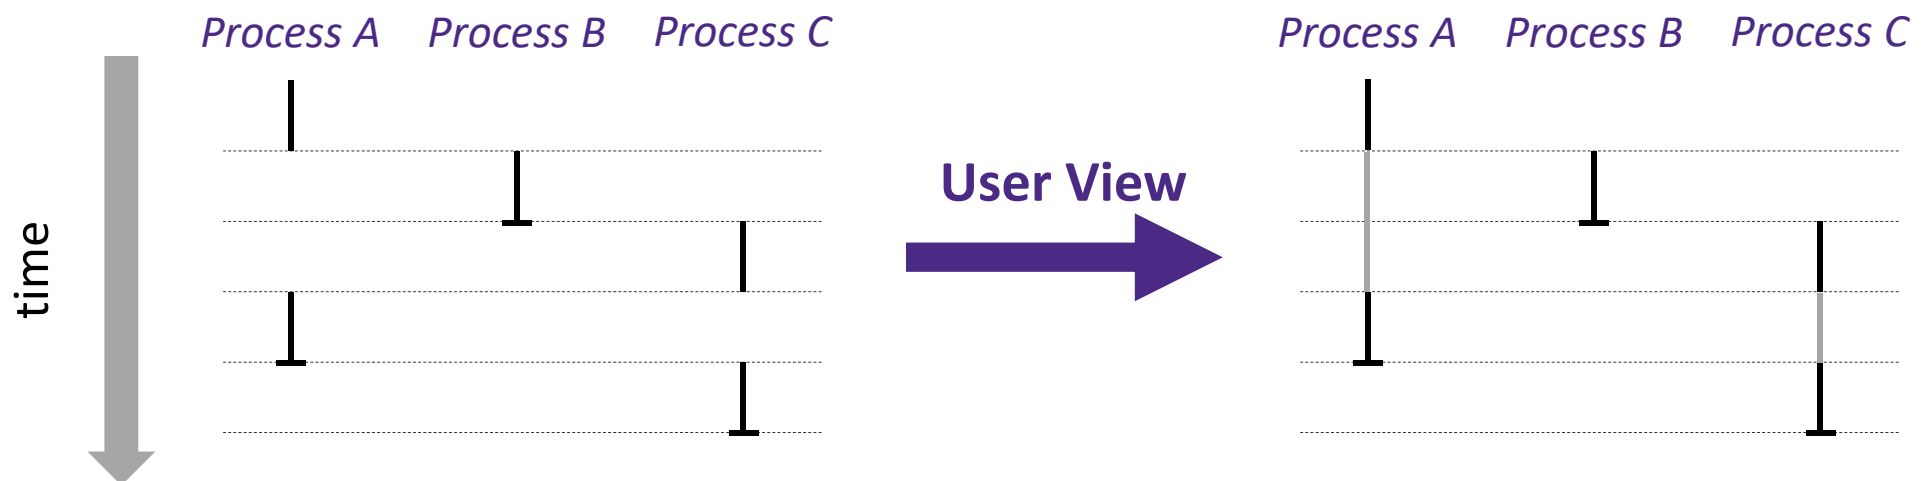 Process A Process B Process C
time
User View
Process A Process B Process C